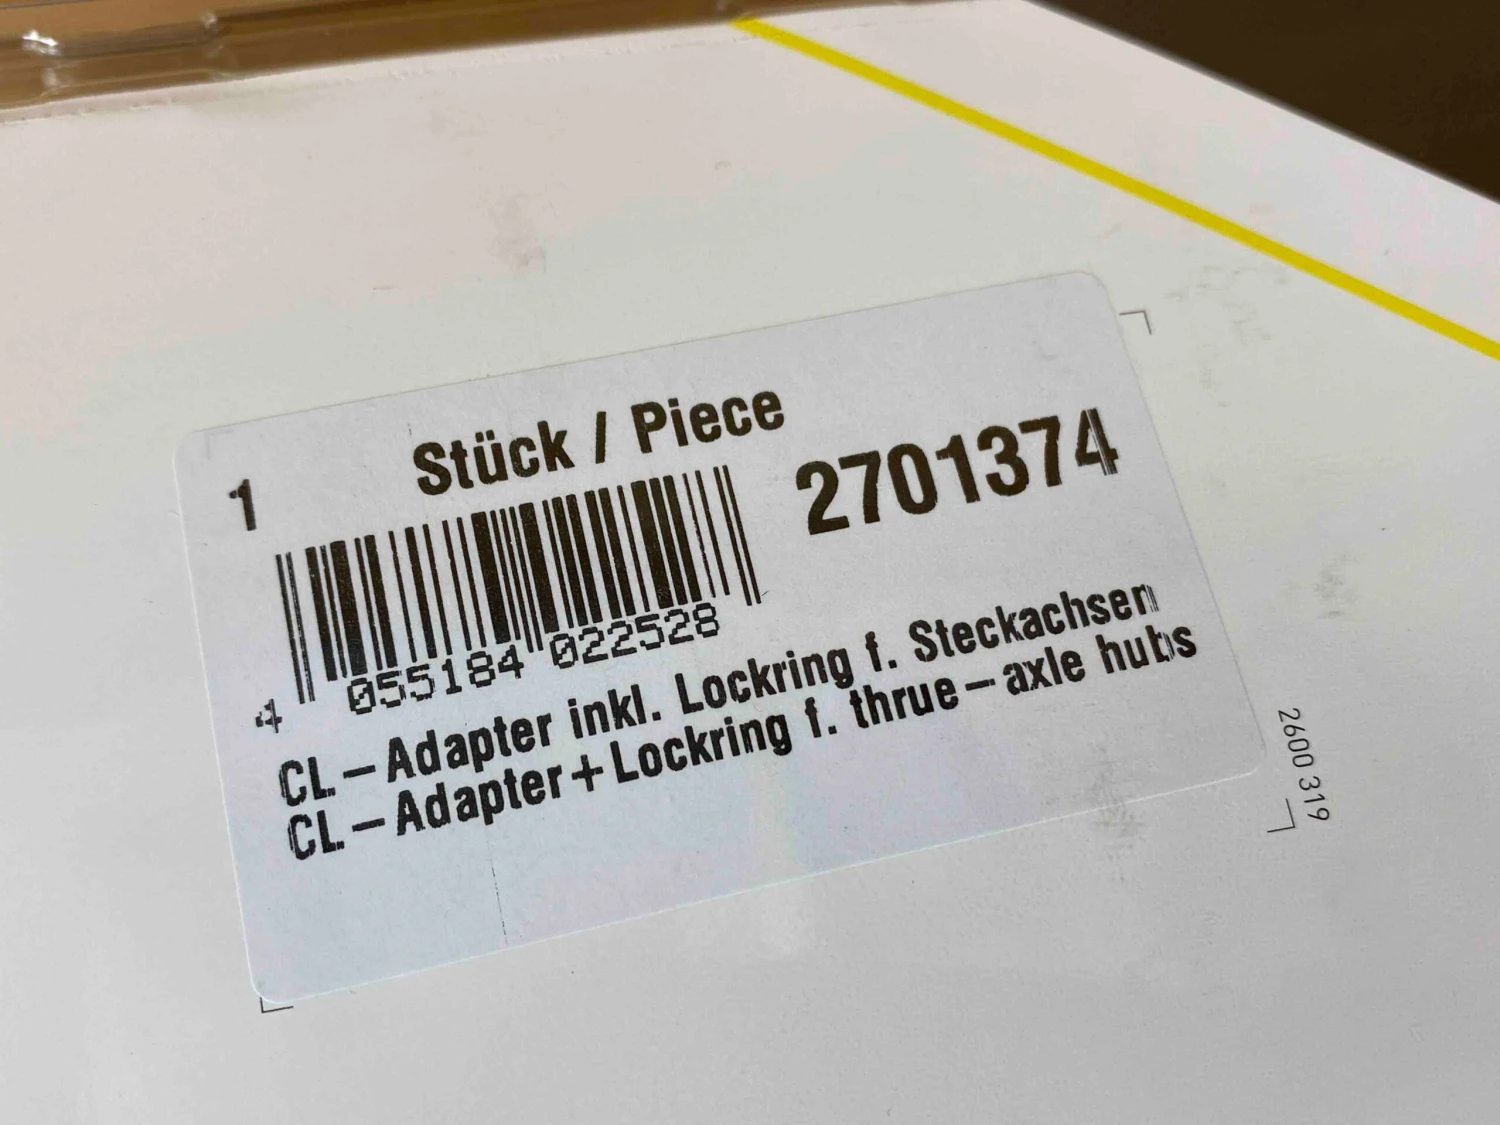 1 Stück / Piece
2701374
4 055184 022528
CL-Adapter inkl. Lockring f. Steckachsen
CL-Adapter+Lockring f. thrue-axle hubs
2600 319